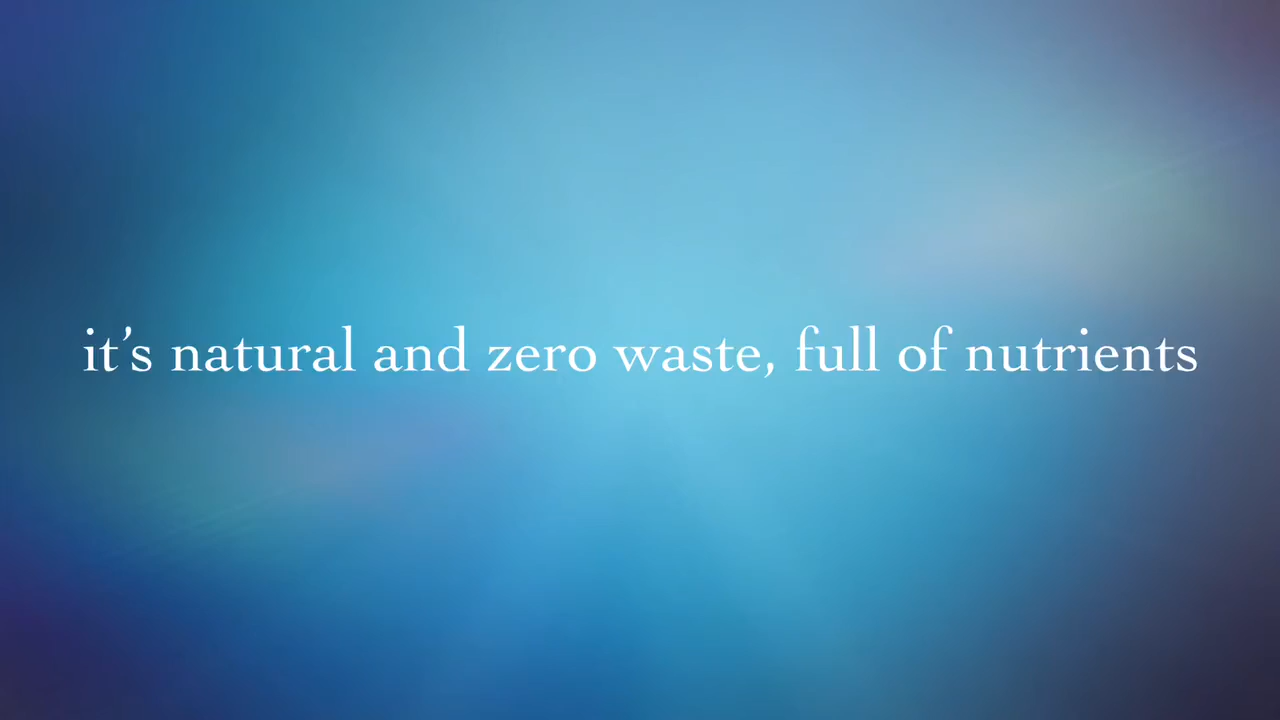 it’s natural and zero waste, full of nutrients